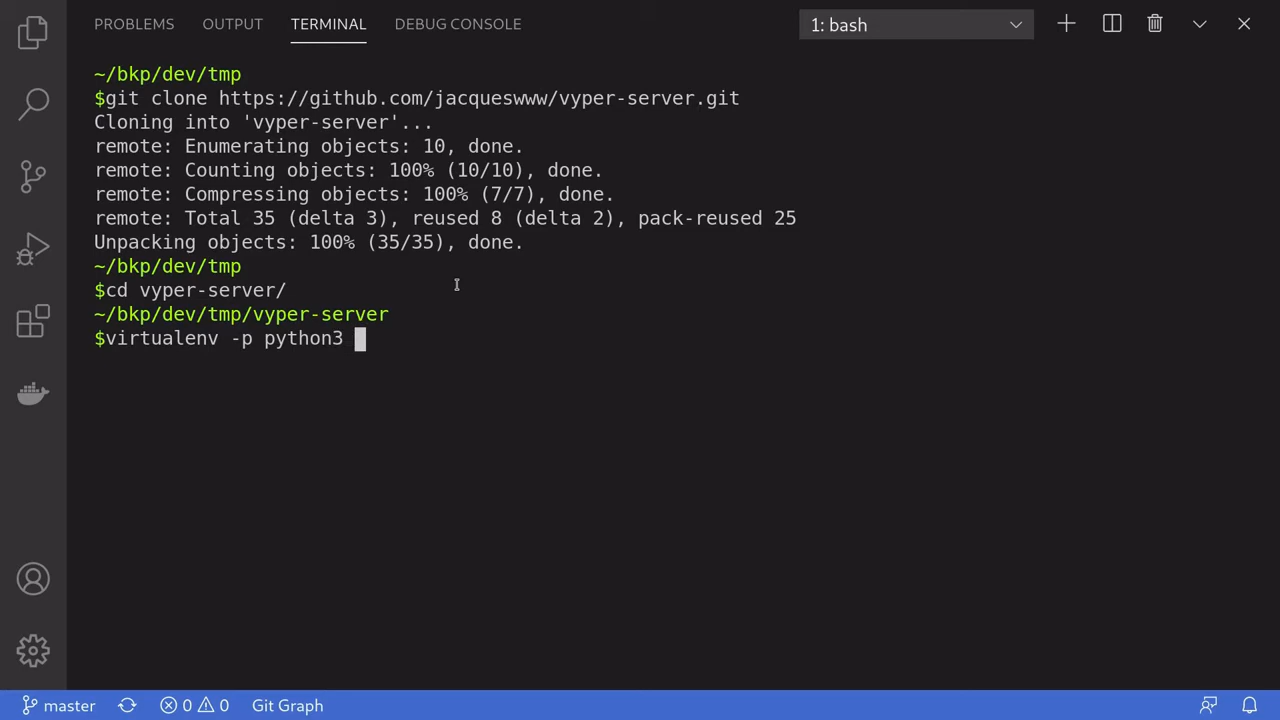 PROBLEMS OUTPUT TERMINAL DEBUG CONSOLE 1: bash
~/bkp/dev/tmp
$git clone https://github.com/jacqueswww/vyper-server.git
Cloning into 'vyper-server'...
remote: Enumerating objects: 10, done.
remote: Counting objects: 100% (10/10), done.
remote: Compressing objects: 100% (7/7), done.
remote: Total 35 (delta 3), reused 8 (delta 2), pack-reused 25
Unpacking objects: 100% (35/35), done.
~/bkp/dev/tmp
$cd vyper-server/
~/bkp/dev/tmp/vyper-server
$virtualenv -p python3
master 0 0 Git Graph